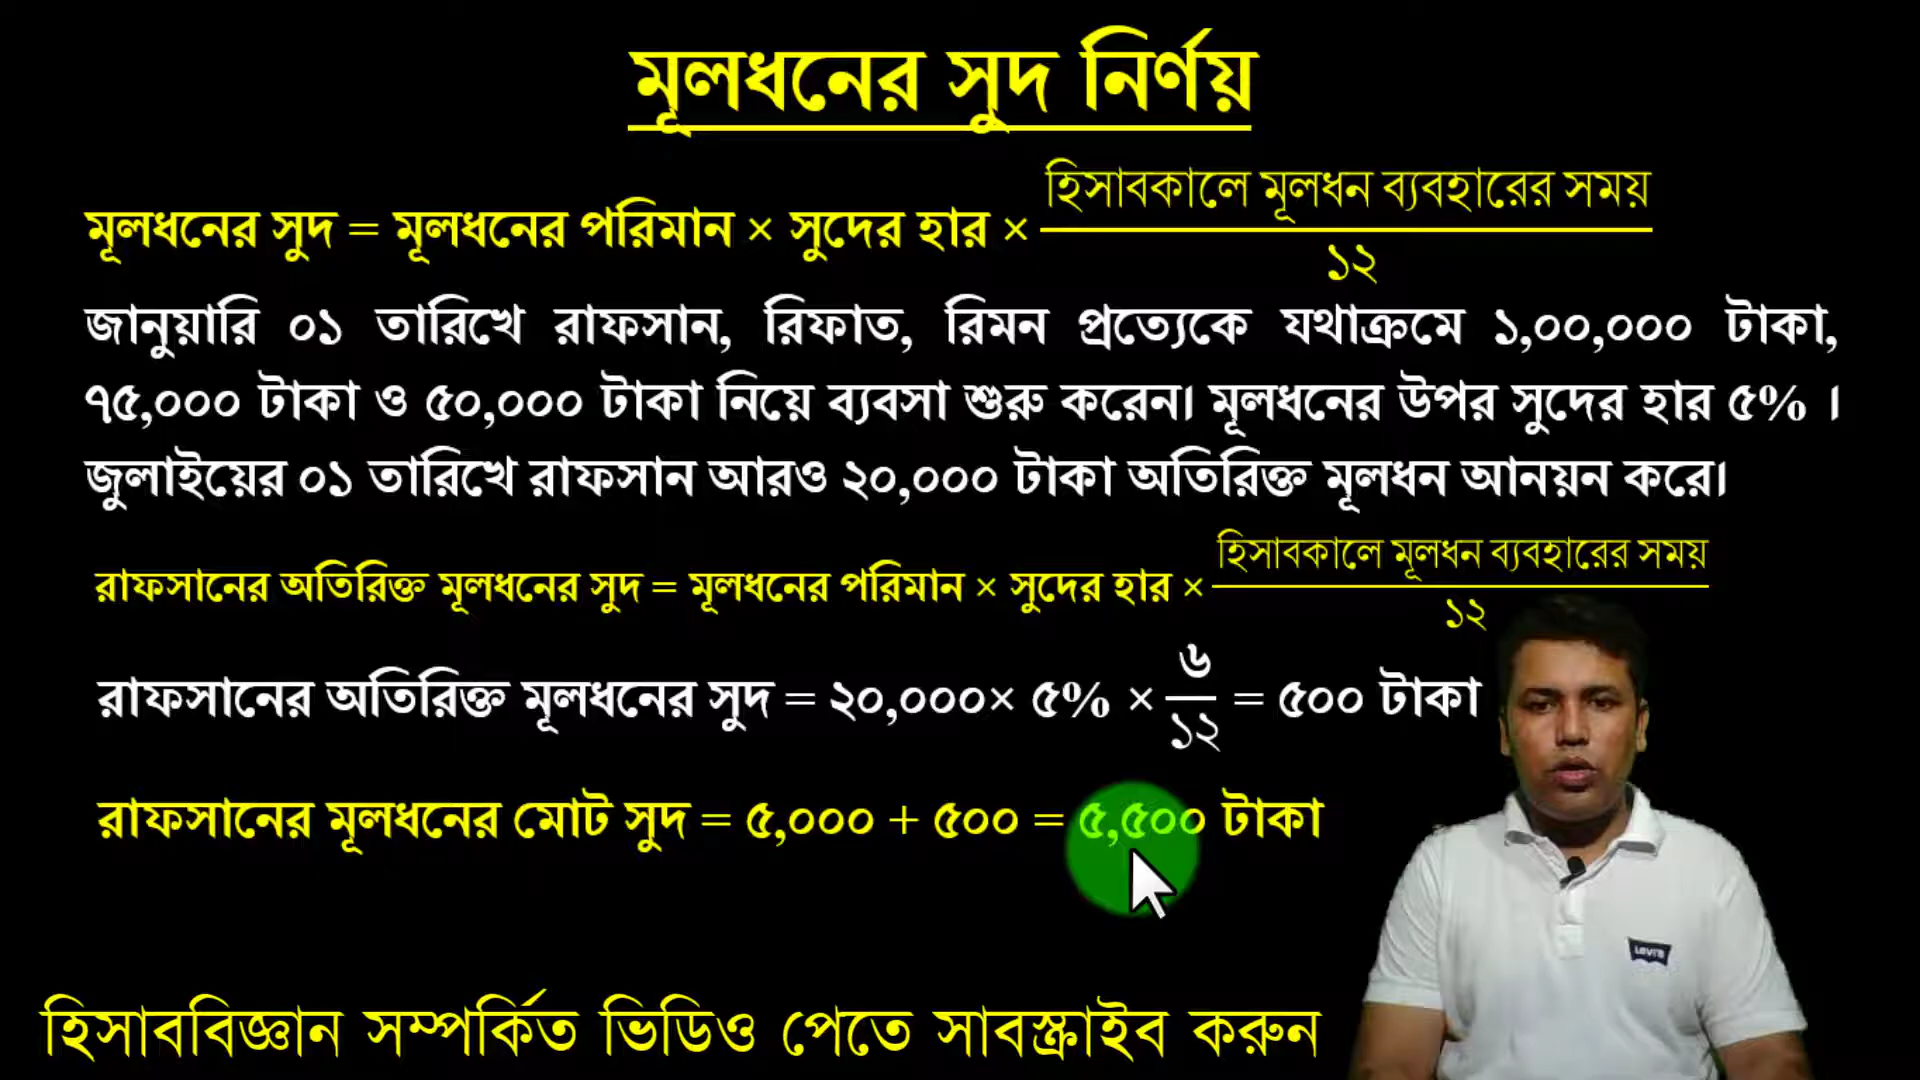 মূলধনের সুদ নির্ণয়
মূলধনের সুদ = মূলধনের পরিমান × সুদের হার × হিসাবকালে মূলধন ব্যবহারের সময় / ১২
জানুয়ারি ০১ তারিখে রাফসান, রিফাত, রিমন প্রত্যেকে যথাক্রমে ১,০০,০০০ টাকা,
৭৫,০০০ টাকা ও ৫০,০০০ টাকা নিয়ে ব্যবসা শুরু করেন। মূলধনের উপর সুদের হার ৫% ।
জুলাইয়ের ০১ তারিখে রাফসান আরও ২০,০০০ টাকা অতিরিক্ত মূলধন আনয়ন করে।
রাফসানের অতিরিক্ত মূলধনের সুদ = মূলধনের পরিমান × সুদের হার × হিসাবকালে মূলধন ব্যবহারের সময় / ১২
রাফসানের অতিরিক্ত মূলধনের সুদ = ২০,০০০× ৫% × ৬ / ১২ = ৫০০ টাকা
রাফসানের মূলধনের মোট সুদ = ৫,০০০ + ৫০০ = ৫,৫০০ টাকা
Levi's
হিসাববিজ্ঞান সম্পর্কিত ভিডিও পেতে সাবস্ক্রাইব করুন